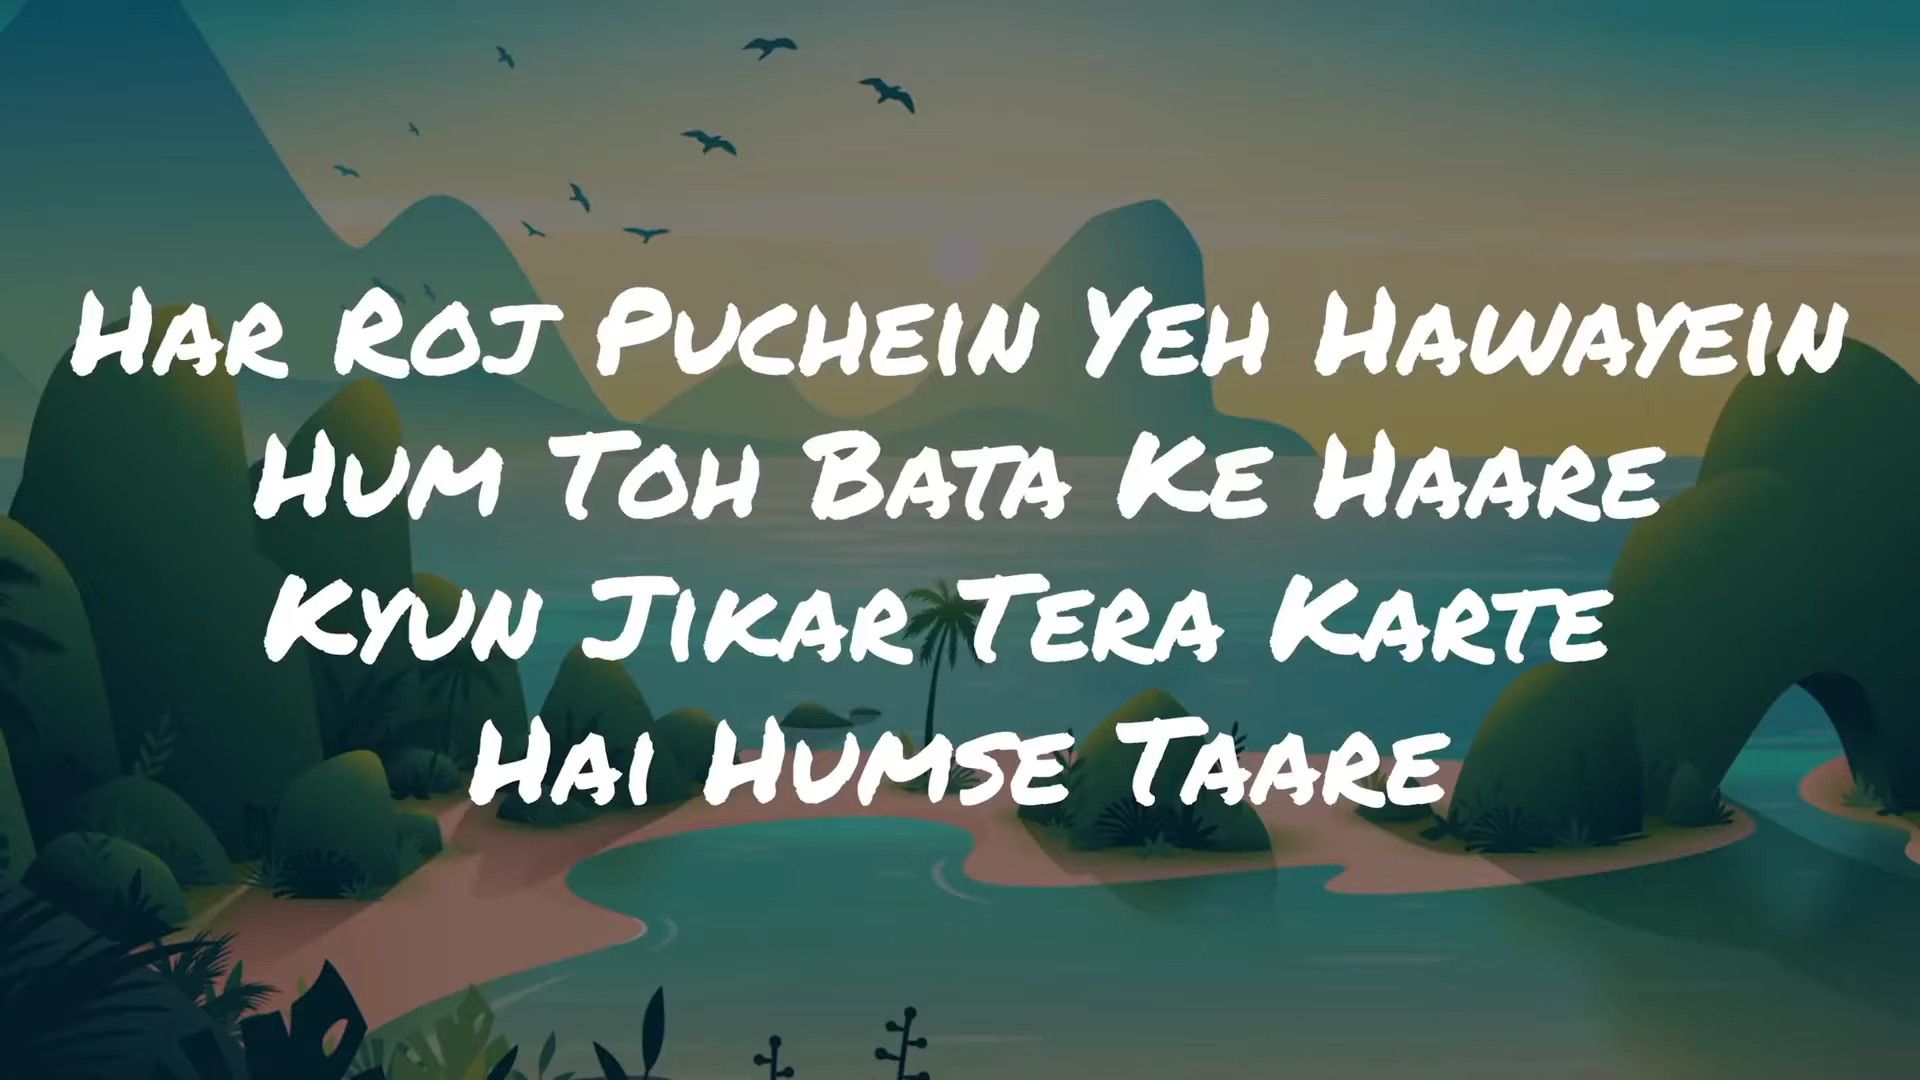 Har Roj Puchein Yeh Hawayein
Hum Toh Bata Ke Haare
Kyun Jikar Tera Karte
Hai Humse Taare